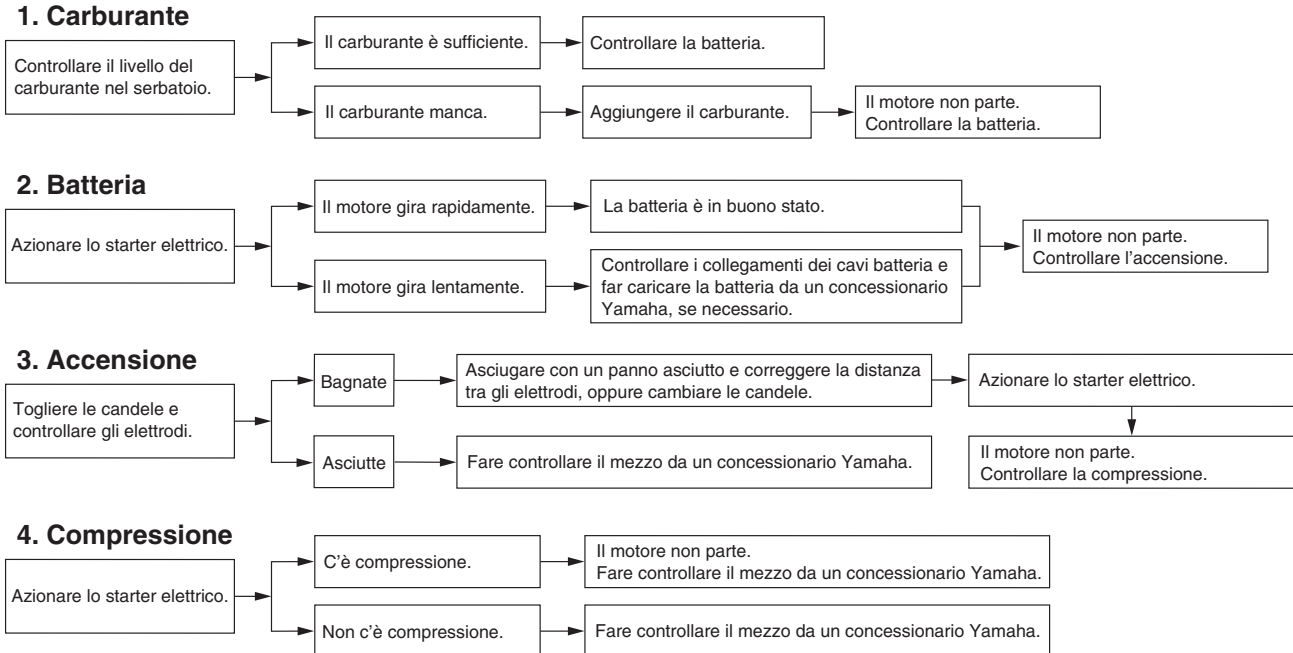 1. Carburante
Controllare il livello del
carburante nel serbatoio.
Il carburante è sufficiente.
Controllare la batteria.
Il carburante manca.
Aggiungere il carburante.
Il motore non parte.
Controllare la batteria.
2. Batteria
Azionare lo starter elettrico.
Il motore gira rapidamente.
La batteria è in buono stato.
Il motore gira lentamente.
Controllare i collegamenti dei cavi batteria e
far caricare la batteria da un concessionario
Yamaha, se necessario.
Il motore non parte.
Controllare l’accensione.
3. Accensione
Togliere le candele e
controllare gli elettrodi.
Bagnate
Asciugare con un panno asciutto e correggere la distanza
tra gli elettrodi, oppure cambiare le candele.
Azionare lo starter elettrico.
Asciutte
Fare controllare il mezzo da un concessionario Yamaha.
Il motore non parte.
Controllare la compressione.
4. Compressione
Azionare lo starter elettrico.
C’è compressione.
Il motore non parte.
Fare controllare il mezzo da un concessionario Yamaha.
Non c’è compressione.
Fare controllare il mezzo da un concessionario Yamaha.